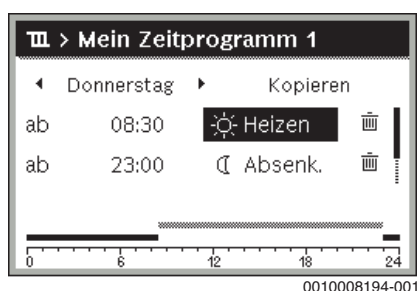 > Mein Zeitprogramm 1
Donnerstag Kopieren
ab 08:30 Heizen
ab 23:00 Absenk.
0 6 12 18 24
0010008194-001